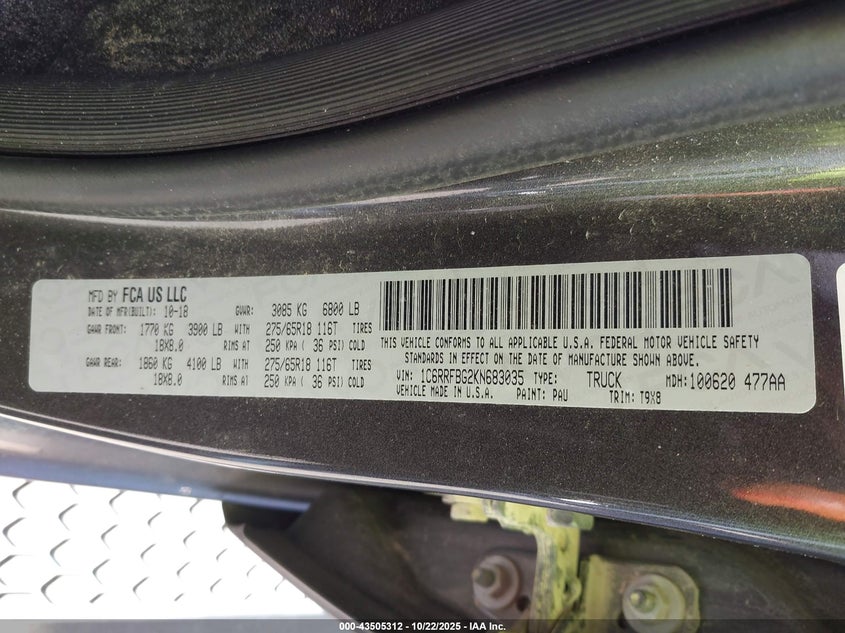 MFD BY FCA US LLC
DATE OF MFR(BUILT): 10-18 GVWR: 3085 KG 6800 LB
GAWR FRONT: 1770 KG 3900 LB WITH 275/65R18 116T TIRES
18X8.0 RIMS AT 250 KPA ( 36 PSI) COLD
GAWR REAR: 1860 KG 4100 LB WITH 275/65R18 116T TIRES
18X8.0 RIMS AT 250 KPA ( 36 PSI) COLD
THIS VEHICLE CONFORMS TO ALL APPLICABLE U.S.A. FEDERAL MOTOR VEHICLE SAFETY
STANDARDS IN EFFECT ON THE DATE OF MANUFACTURE SHOWN ABOVE.
VIN: 1C6RRFBG2KN683035 TYPE: TRUCK MDH: 100620 477AA
VEHICLE MADE IN U.S.A. PAINT: PAU TRIM: T9X8
000-43505312 - 10/22/2025 - IAA Inc.